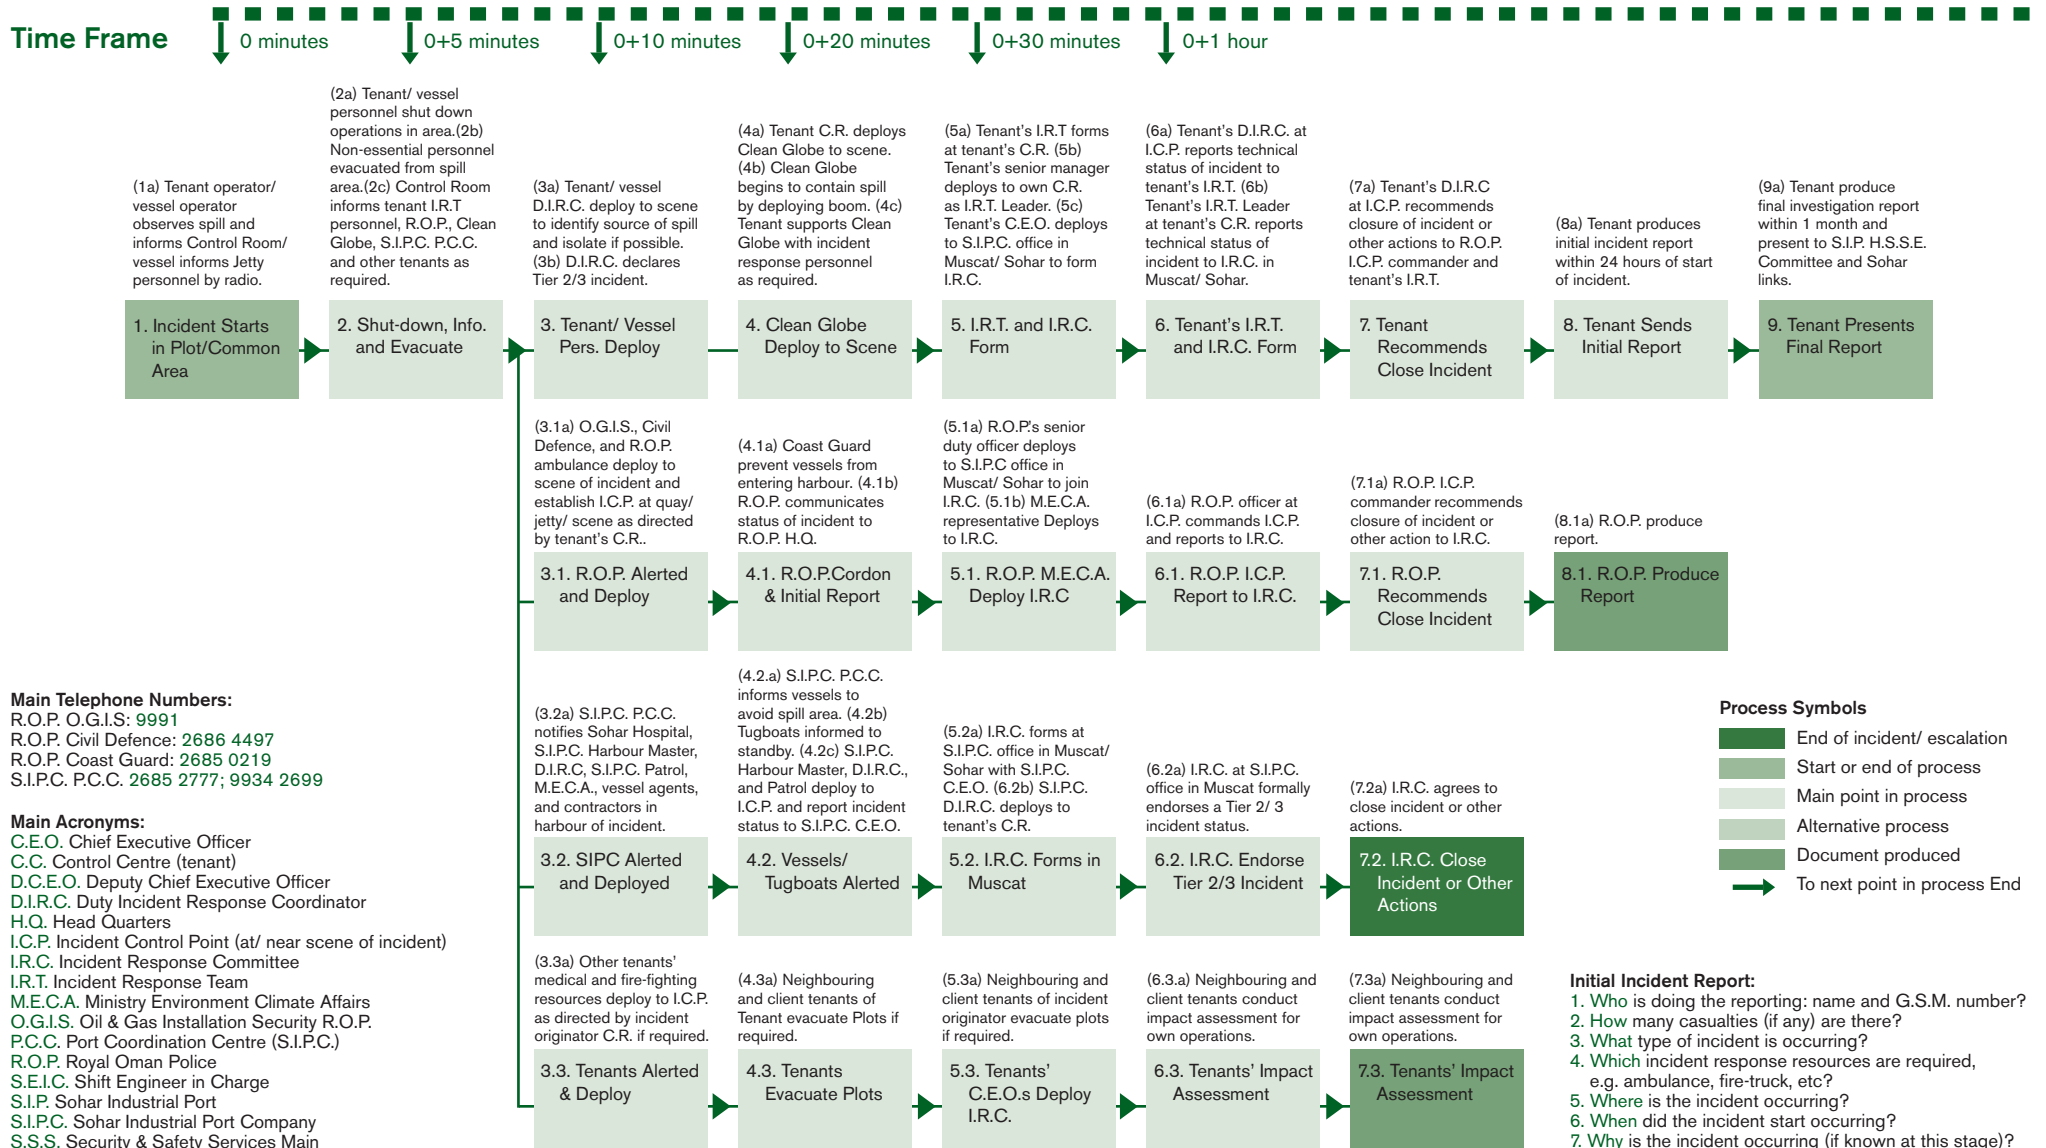 Time Frame
0 minutes
0+5 minutes
0+10 minutes
0+20 minutes
0+30 minutes
0+1 hour
(1a) Tenant operator/
vessel operator
observes spill and
informs Control Room/
vessel informs Jetty
personnel by radio.
(2a) Tenant/ vessel
personnel shut down
operations in area.(2b)
Non-essential personnel
evacuated from spill
area.(2c) Control Room
informs tenant I.R.T
personnel, R.O.P., Clean
Globe, S.I.P.C. P.C.C.
and other tenants as
required.
(3a) Tenant/ vessel
D.I.R.C. deploy to scene
to identify source of spill
and isolate if possible.
(3b) D.I.R.C. declares
Tier 2/3 incident.
(4a) Tenant C.R. deploys
Clean Globe to scene.
(4b) Clean Globe
begins to contain spill
by deploying boom. (4c)
Tenant supports Clean
Globe with incident
response personnel
as required.
(5a) Tenant's I.R.T forms
at tenant's C.R. (5b)
Tenant's senior manager
deploys to own C.R.
as I.R.T. Leader. (5c)
Tenant's C.E.O. deploys
to S.I.P.C. office in
Muscat/ Sohar to form
I.R.C.
(6a) Tenant's D.I.R.C. at
I.C.P. reports technical
status of incident to
tenant's I.R.T. (6b)
Tenant's I.R.T. Leader
at tenant's C.R. reports
technical status of
incident to I.R.C. in
Muscat/ Sohar.
(7a) Tenant's D.I.R.C
at I.C.P. recommends
closure of incident or
other actions to R.O.P.
I.C.P. commander and
tenant's I.R.T.
(8a) Tenant produces
initial incident report
within 24 hours of start
of incident.
(9a) Tenant produce
final investigation report
within 1 month and
present to S.I.P. H.S.S.E.
Committee and Sohar
links.
1. Incident Starts
in Plot/Common
Area
2. Shut-down, Info.
and Evacuate
3. Tenant/ Vessel
Pers. Deploy
4. Clean Globe
Deploy to Scene
5. I.R.T. and I.R.C.
Form
6. Tenant's I.R.T.
and I.R.C. Form
7. Tenant
Recommends
Close Incident
8. Tenant Sends
Initial Report
9. Tenant Presents
Final Report
(3.1a) O.G.I.S., Civil
Defence, and R.O.P.
ambulance deploy to
scene of incident and
establish I.C.P. at quay/
jetty/ scene as directed
by tenant's C.R..
(4.1a) Coast Guard
prevent vessels from
entering harbour. (4.1b)
R.O.P. communicates
status of incident to
R.O.P. H.Q.
(5.1a) R.O.P.'s senior
duty officer deploys
to S.I.P.C office in
Muscat/ Sohar to join
I.R.C. (5.1b) M.E.C.A.
representative Deploys
to I.R.C.
(6.1a) R.O.P. officer at
I.C.P. commands I.C.P.
and reports to I.R.C.
(7.1a) R.O.P. I.C.P.
commander recommends
closure of incident or
other action to I.R.C.
(8.1a) R.O.P. produce
report.
3.1. R.O.P. Alerted
and Deploy
4.1. R.O.P.Cordon
& Initial Report
5.1. R.O.P. M.E.C.A.
Deploy I.R.C
6.1. R.O.P. I.C.P.
Report to I.R.C.
7.1. R.O.P.
Recommends
Close Incident
8.1. R.O.P. Produce
Report
(3.2a) S.I.P.C. P.C.C.
notifies Sohar Hospital,
S.I.P.C. Harbour Master,
D.I.R.C, S.I.P.C. Patrol,
M.E.C.A., vessel agents,
and contractors in
harbour of incident.
(4.2.a) S.I.P.C. P.C.C.
informs vessels to
avoid spill area. (4.2b)
Tugboats informed to
standby. (4.2c) S.I.P.C.
Harbour Master, D.I.R.C.,
and Patrol deploy to
I.C.P. and report incident
status to S.I.P.C. C.E.O.
(5.2a) I.R.C. forms at
S.I.P.C. office in Muscat/
Sohar with S.I.P.C.
C.E.O. (6.2b) S.I.P.C.
D.I.R.C. deploys to
tenant's C.R.
(6.2a) I.R.C. at S.I.P.C.
office in Muscat formally
endorses a Tier 2/ 3
incident status.
(7.2a) I.R.C. agrees to
close incident or other
actions.
3.2. SIPC Alerted
and Deployed
4.2. Vessels/
Tugboats Alerted
5.2. I.R.C. Forms in
Muscat
6.2. I.R.C. Endorse
Tier 2/3 Incident
7.2. I.R.C. Close
Incident or Other
Actions
(3.3a) Other tenants'
medical and fire-fighting
resources deploy to I.C.P.
as directed by incident
originator C.R. if required.
(4.3a) Neighbouring
and client tenants of
Tenant evacuate Plots if
required.
(5.3a) Neighbouring and
client tenants of incident
originator evacuate plots
if required.
(6.3.a) Neighbouring and
client tenants conduct
impact assessment for
own operations.
(7.3a) Neighbouring and
client tenants conduct
impact assessment for
own operations.
3.3. Tenants Alerted
& Deploy
4.3. Tenants
Evacuate Plots
5.3. Tenants'
C.E.O.s Deploy
I.R.C.
6.3. Tenants' Impact
Assessment
7.3. Tenants' Impact
Assessment
Main Telephone Numbers:
R.O.P. O.G.I.S: 9991
R.O.P. Civil Defence: 2686 4497
R.O.P. Coast Guard: 2685 0219
S.I.P.C. P.C.C. 2685 2777; 9934 2699
Main Acronyms:
C.E.O. Chief Executive Officer
C.C. Control Centre (tenant)
D.C.E.O. Deputy Chief Executive Officer
D.I.R.C. Duty Incident Response Coordinator
H.Q. Head Quarters
I.C.P. Incident Control Point (at/ near scene of incident)
I.R.C. Incident Response Committee
I.R.T. Incident Response Team
M.E.C.A. Ministry Environment Climate Affairs
O.G.I.S. Oil & Gas Installation Security R.O.P.
P.C.C. Port Coordination Centre (S.I.P.C.)
R.O.P. Royal Oman Police
S.E.I.C. Shift Engineer in Charge
S.I.P. Sohar Industrial Port
S.I.P.C. Sohar Industrial Port Company
S.S.S. Security & Safety Services Main
Process Symbols
End of incident/ escalation
Start or end of process
Main point in process
Alternative process
Document produced
To next point in process End
Initial Incident Report:
1. Who is doing the reporting: name and G.S.M. number?
2. How many casualties (if any) are there?
3. What type of incident is occurring?
4. Which incident response resources are required,
e.g. ambulance, fire-truck, etc?
5. Where is the incident occurring?
6. When did the incident start occurring?
7. Why is the incident occurring (if known at this stage)?